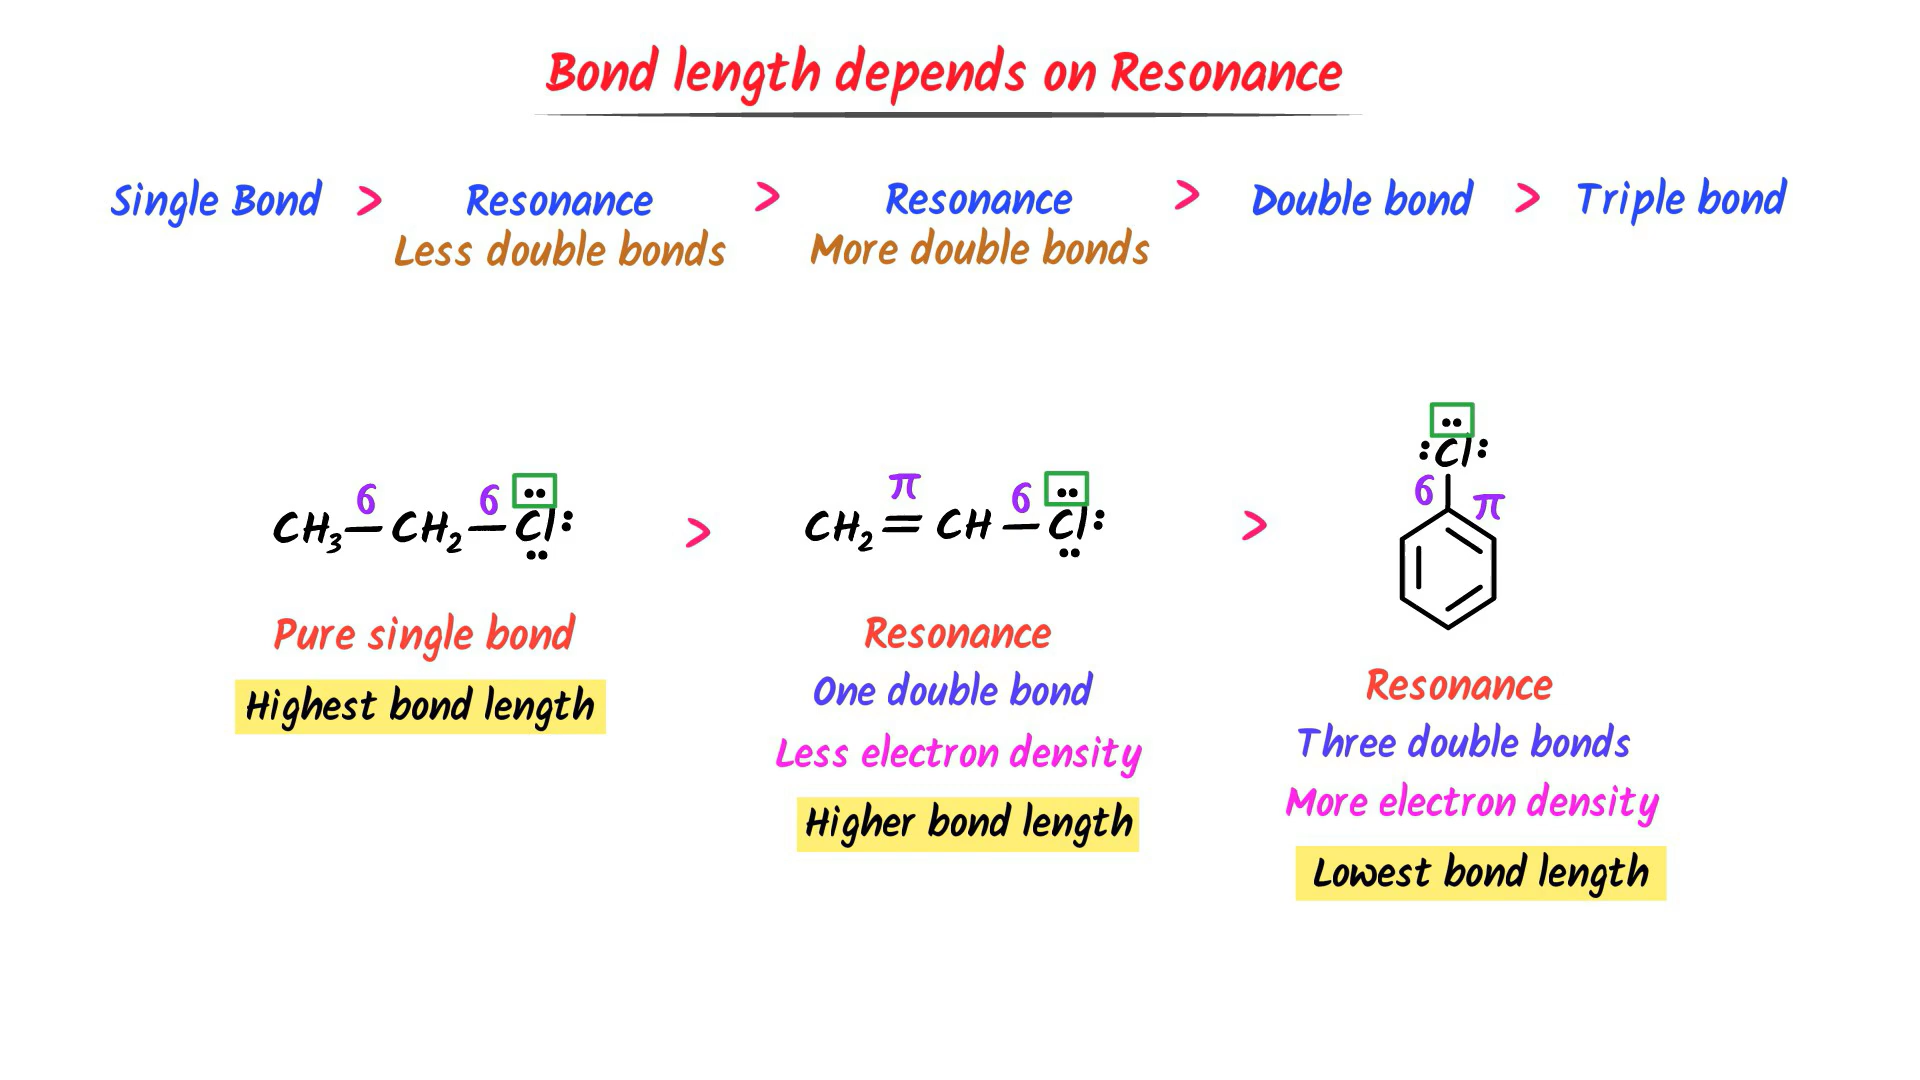 Bond length depends on Resonance
Single Bond > Resonance > Resonance > Double bond > Triple bond
Less double bonds More double bonds
:Cl:
6 π
6 6 π 6
CH₃—CH₂—Cl: > CH₂=CH—Cl: >
Pure single bond Resonance
Highest bond length One double bond Resonance
Less electron density Three double bonds
Higher bond length More electron density
Lowest bond length